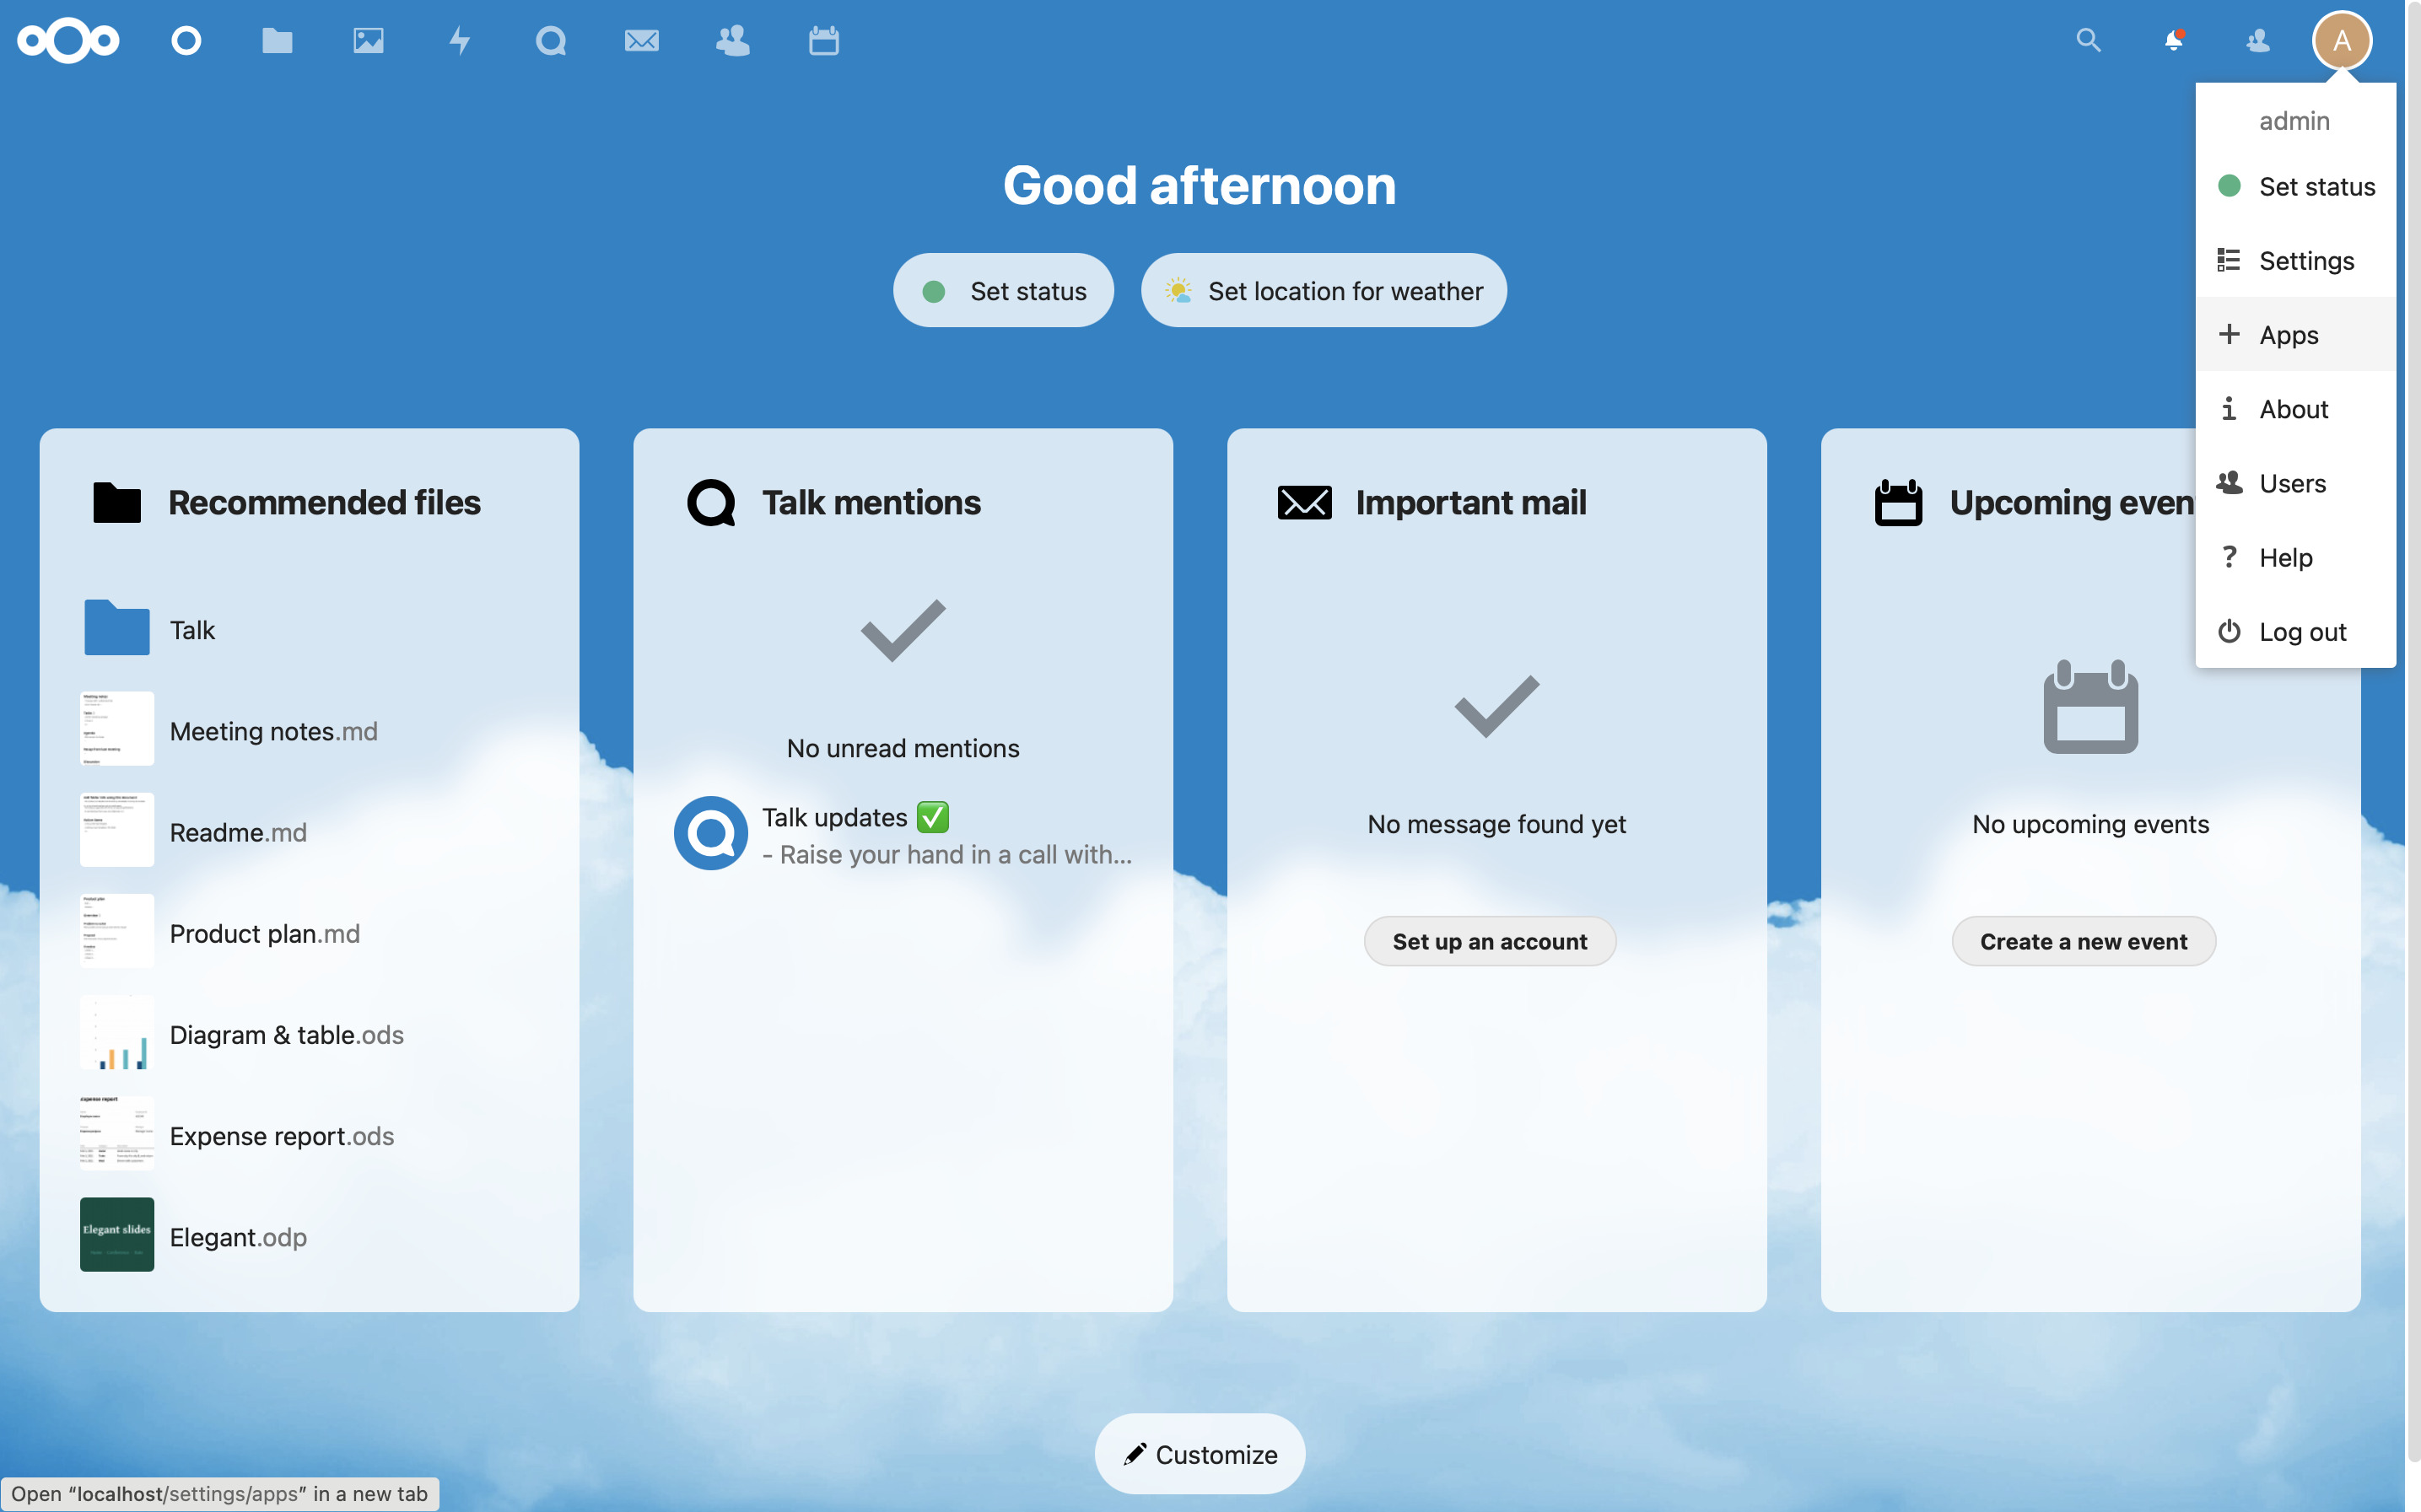 A
admin
Set status
Settings
Apps
About
Users
Help
Log out
Good afternoon
Set status
Set location for weather
Recommended files
Talk
Meeting notes.md
Readme.md
Product plan.md
Diagram & table.ods
Expense report.ods
Elegant slides
Elegant.odp
Talk mentions
No unread mentions
Talk updates ✅
- Raise your hand in a call with...
Important mail
No message found yet
Set up an account
Upcoming even
No upcoming events
Create a new event
Customize
Open “localhost/settings/apps” in a new tab